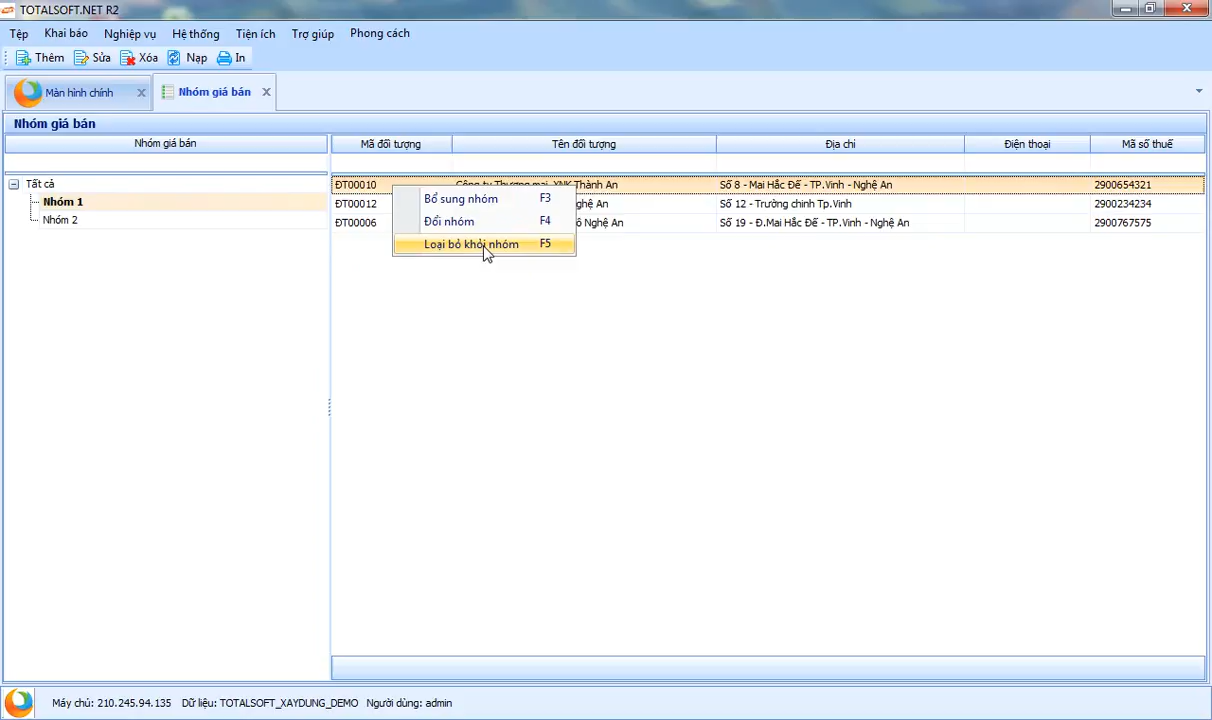 TOTALSOFT.NET R2
Tệp Khai báo Nghiệp vụ Hệ thống Tiện ích Trợ giúp Phong cách
Thêm Sửa Xóa Nạp In
Màn hình chính x Nhóm giá bán x
Nhóm giá bán
Nhóm giá bán Mã đối tượng Tên đối tượng Địa chỉ Điện thoại Mã số thuế
Tất cả ĐT00010 Công ty Thương mại XNK Thành An Số 8 - Mai Hắc Đế - TP.Vinh - Nghệ An 2900654321
Nhóm 1 ĐT00012 ghệ An Số 12 - Trường chinh Tp.Vinh 2900234234
Nhóm 2 ĐT00006 ô Nghệ An Số 19 - Đ.Mai Hắc Đế - TP.Vinh - Nghệ An 2900767575
Bổ sung nhóm F3
Đổi nhóm F4
Loại bỏ khỏi nhóm F5
Máy chủ: 210.245.94.135 Dữ liệu: TOTALSOFT_XAYDUNG_DEMO Người dùng: admin